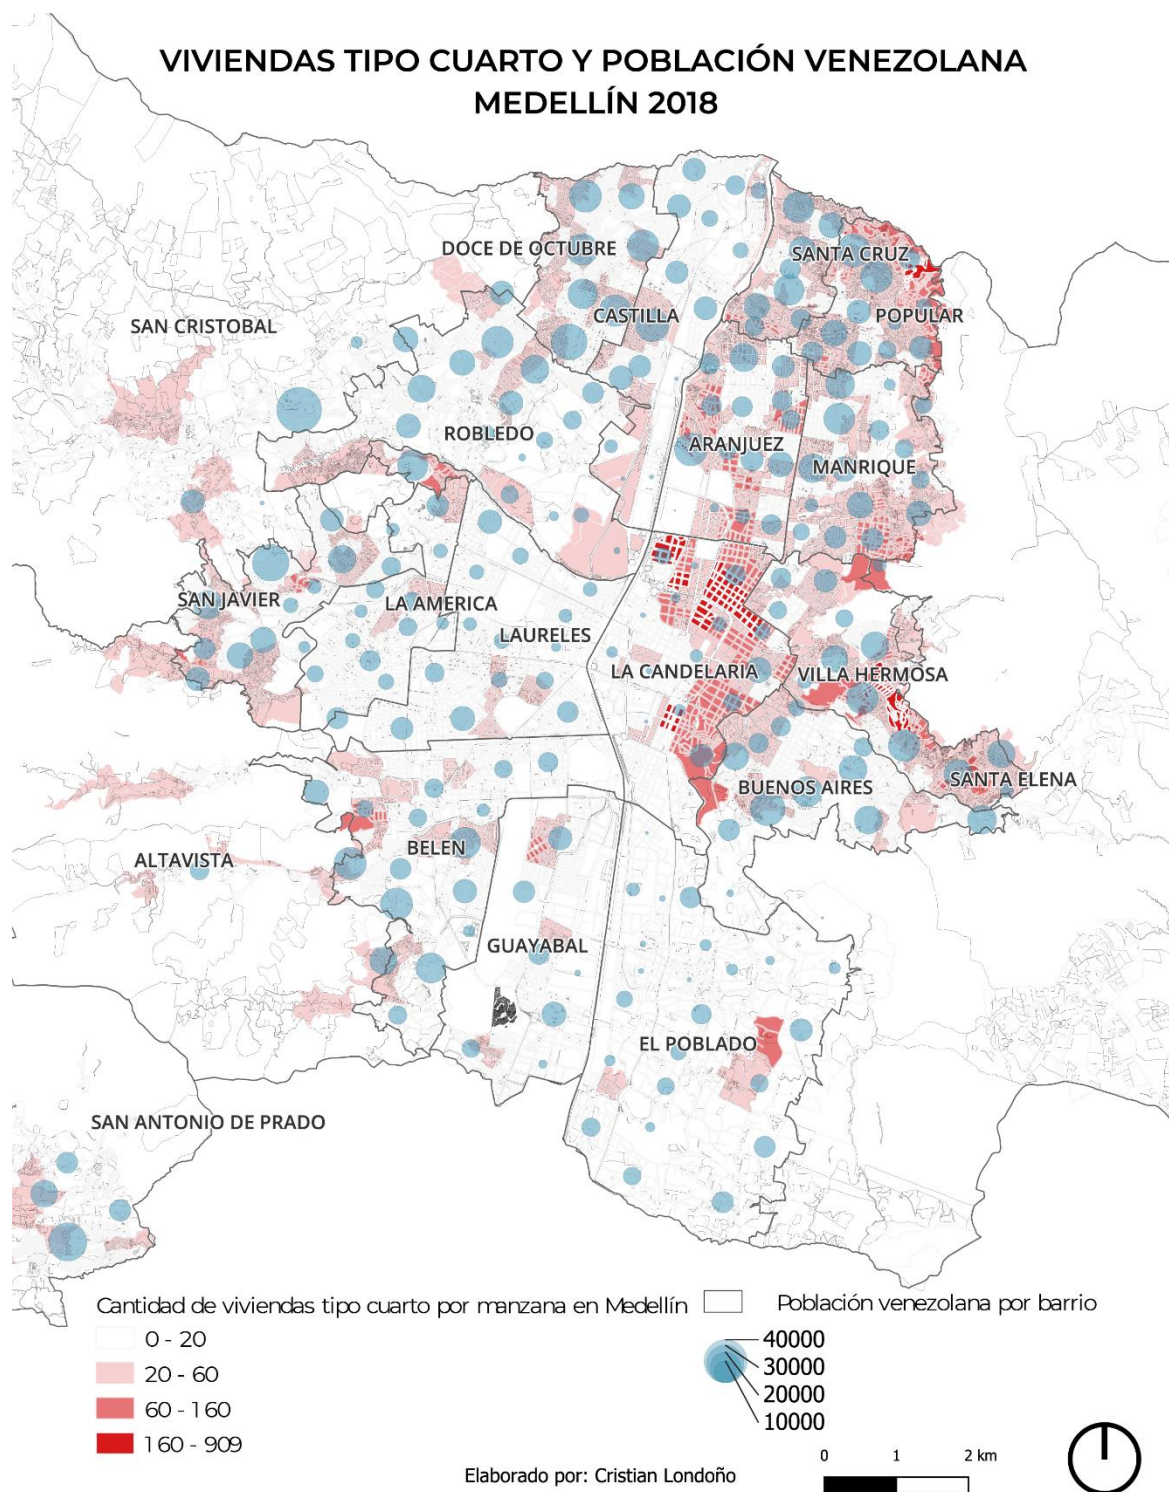 VIVIENDAS TIPO CUARTO Y POBLACIÓN VENEZOLANA
MEDELLÍN 2018
DOCE DE OCTUBRE
SANTA CRUZ
SAN CRISTOBAL
CASTILLA
POPULAR
ROBLEDO
ARANJUEZ
MANRIQUE
SAN JAVIER
LA AMERICA
LAURELES
LA CANDELARIA
VILLA HERMOSA
BUENOS AIRES
SANTA ELENA
BELEN
ALTAVISTA
GUAYABAL
EL POBLADO
SAN ANTONIO DE PRADO
Cantidad de viviendas tipo cuarto por manzana en Medellín
0 - 20
20 - 60
60 - 160
160 - 909
Población venezolana por barrio
40000
30000
20000
10000
0 1 2 km
Elaborado por: Cristian Londoño